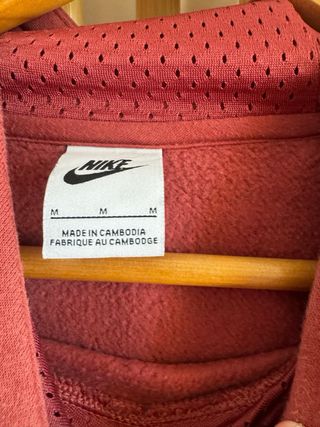 NIKE
M M M
MADE IN CAMBODIA
FABRIQUE AU CAMBODGE